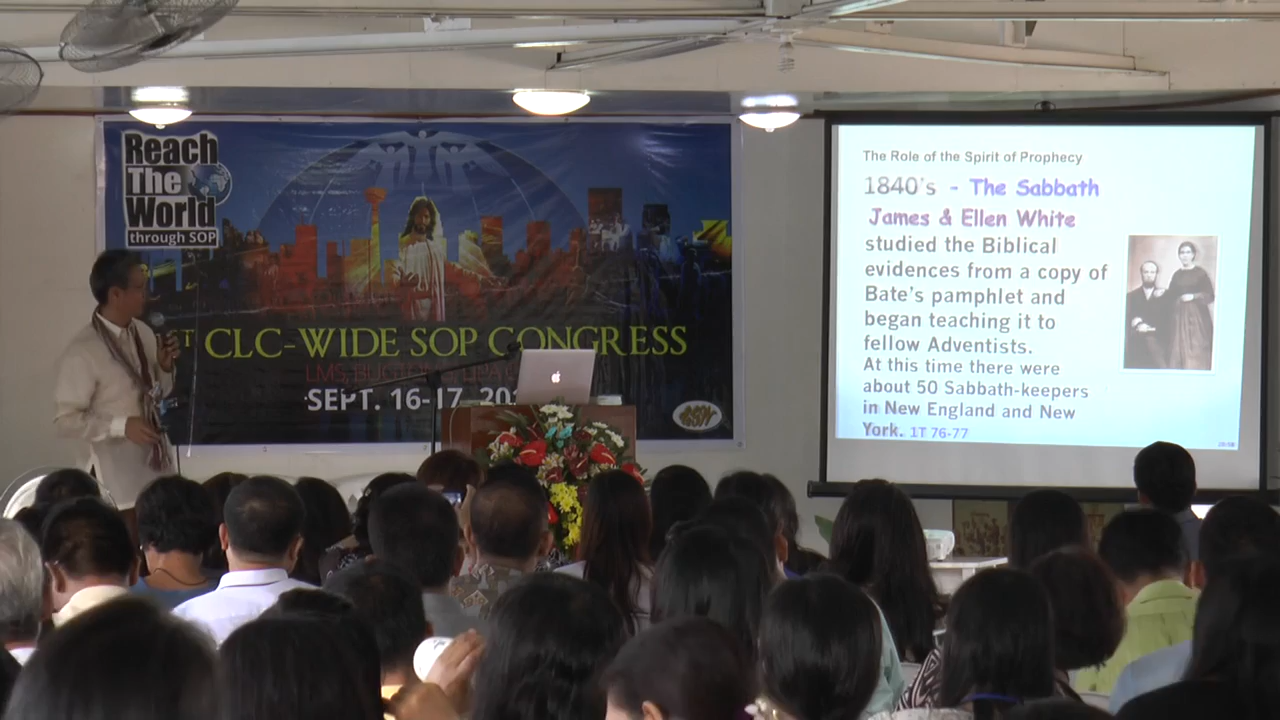 Reach
The
World
through SOP
ST CLC-WIDE SOP CONGRESS
LMS,
SEPT. 16-17, 20
The Role of the Spirit of Prophecy
1840's - The Sabbath
James & Ellen White
studied the Biblical
evidences from a copy of
Bate's pamphlet and
began teaching it to
fellow Adventists.
At this time there were
about 50 Sabbath-keepers
in New England and New
York. 1T 76-77